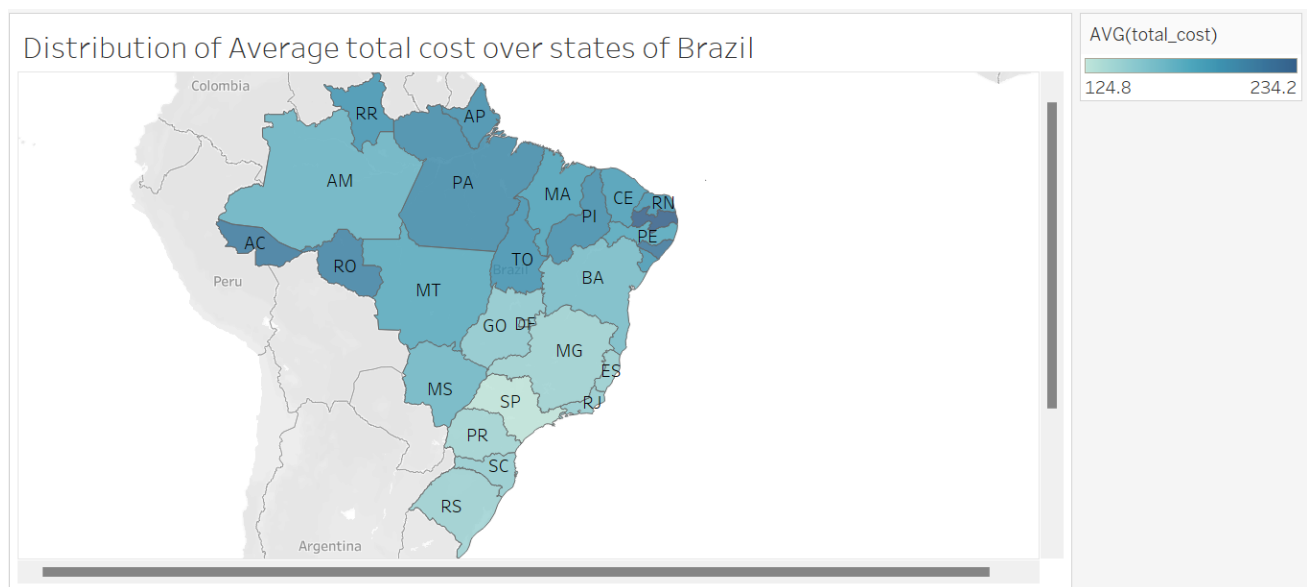 Distribution of Average total cost over states of Brazil
AVG(total_cost)
124.8 234.2
Colombia
RR
AP
AM
PA
MA
CE
RN
PI
PE
AC
RO
TO
Brazil
BA
Peru
MT
GO
DF
MG
ES
MS
SP
RJ
PR
SC
RS
Argentina